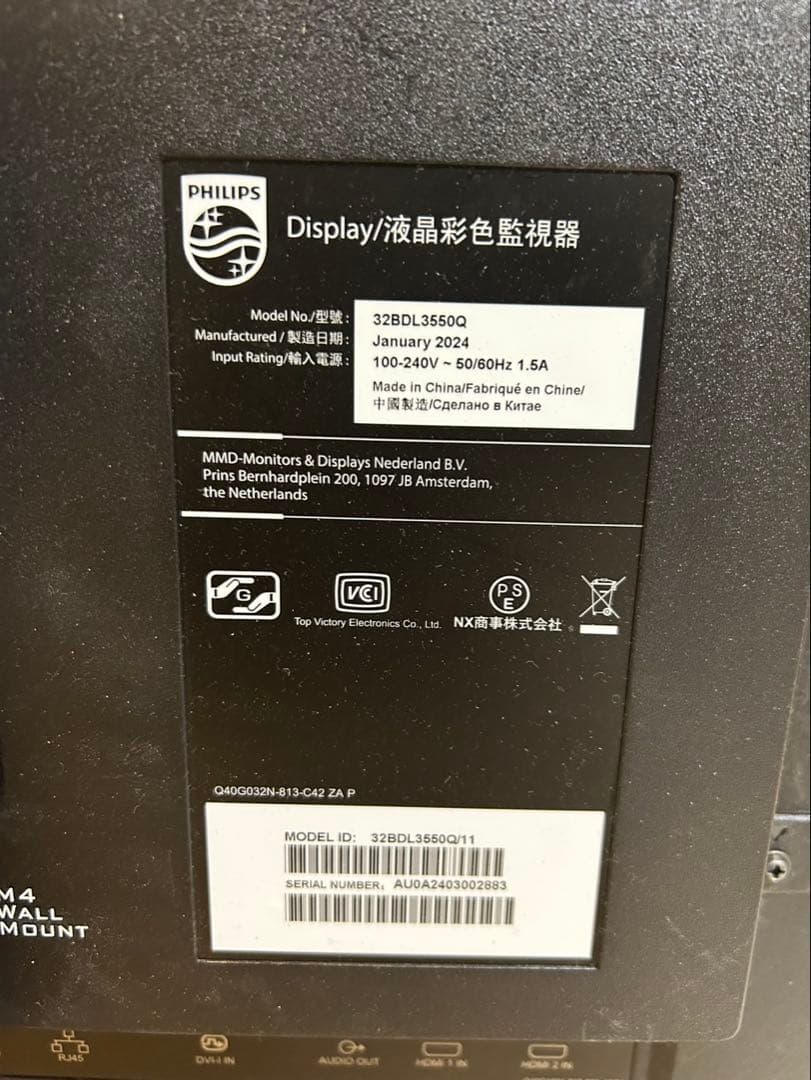 PHILIPS
Display/液晶彩色監視器
Model No./型號: 32BDL3550Q
Manufactured / 製造日期: January 2024
Input Rating/輸入電源: 100-240V ~ 50/60Hz 1.5A
Made in China/Fabriqué en Chine/
中國製造/Сделано в Китае
MMD-Monitors & Displays Nederland B.V.
Prins Bernhardplein 200, 1097 JB Amsterdam,
the Netherlands
G
VCI
PSE
Top Victory Electronics Co., Ltd.
NX商事株式会社
Q40G032N-813-C42 ZA P
MODEL ID: 32BDL3550Q/11
SERIAL NUMBER: AU0A2403002883
M4
WALL
MOUNT
RJ45
DVI-I IN
AUDIO OUT
HDMI 1 IN
HDMI 2 IN